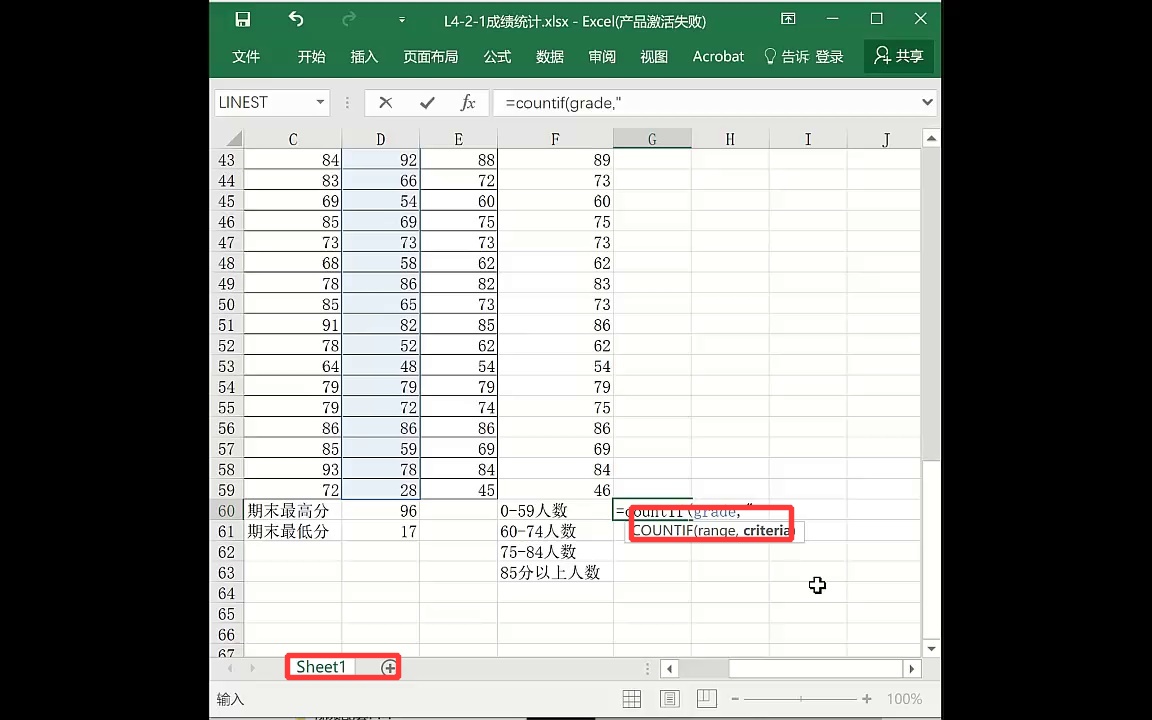 L4-2-1成绩统计.xlsx - Excel(产品激活失败)
文件 开始 插入 页面布局 公式 数据 审阅 视图 Acrobat 告诉 登录 共享
LINEST fx =countif(grade,"
C D E F G H I J
43 84 92 88 89
44 83 66 72 73
45 69 54 60 60
46 85 69 75 75
47 73 73 73 73
48 68 58 62 62
49 78 86 82 83
50 85 65 73 73
51 91 82 85 86
52 78 52 62 62
53 64 48 54 54
54 79 79 79 79
55 79 72 74 75
56 86 86 86 86
57 85 59 69 69
58 93 78 84 84
59 72 28 45 46
60 期末最高分 96 0-59人数 =countif(grade,"
61 期末最低分 17 60-74人数 COUNTIF(range, criteria)
62 75-84人数
63 85分以上人数
64
65
66
67
Sheet1
输入 100%